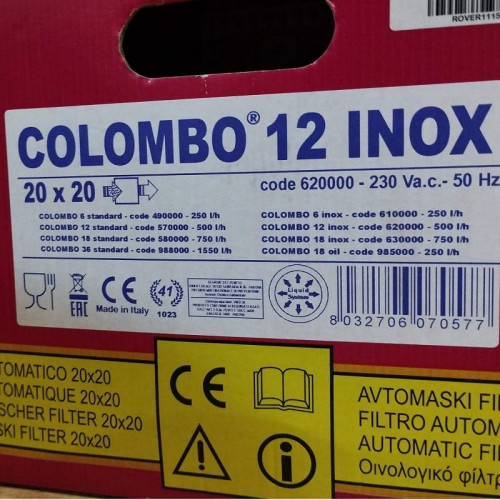 ROVER1115
COLOMBO® 12 INOX
20 x 20
code 620000 - 230 Va.c.- 50 Hz
COLOMBO 6 standard - code 490000 - 250 l/h
COLOMBO 12 standard - code 570000 - 500 l/h
COLOMBO 18 standard - code 580000 - 750 l/h
COLOMBO 36 standard - code 988000 - 1550 l/h
COLOMBO 6 inox - code 610000 - 250 l/h
COLOMBO 12 inox - code 620000 - 500 l/h
COLOMBO 18 inox - code 630000 - 750 l/h
COLOMBO 18 oil - code 985000 - 250 l/h
EAC
CE
Made in Italy
41
1023
Liquid
Systems
8 032706 070577
TOMATICO 20x20
OMATIQUE 20x20
SCHER FILTER 20x20
SKI FILTER 20x20
CE
AVTOMASKI FI
FILTRO AUTOM
AUTOMATIC FI
Οινολογικό φίλτ